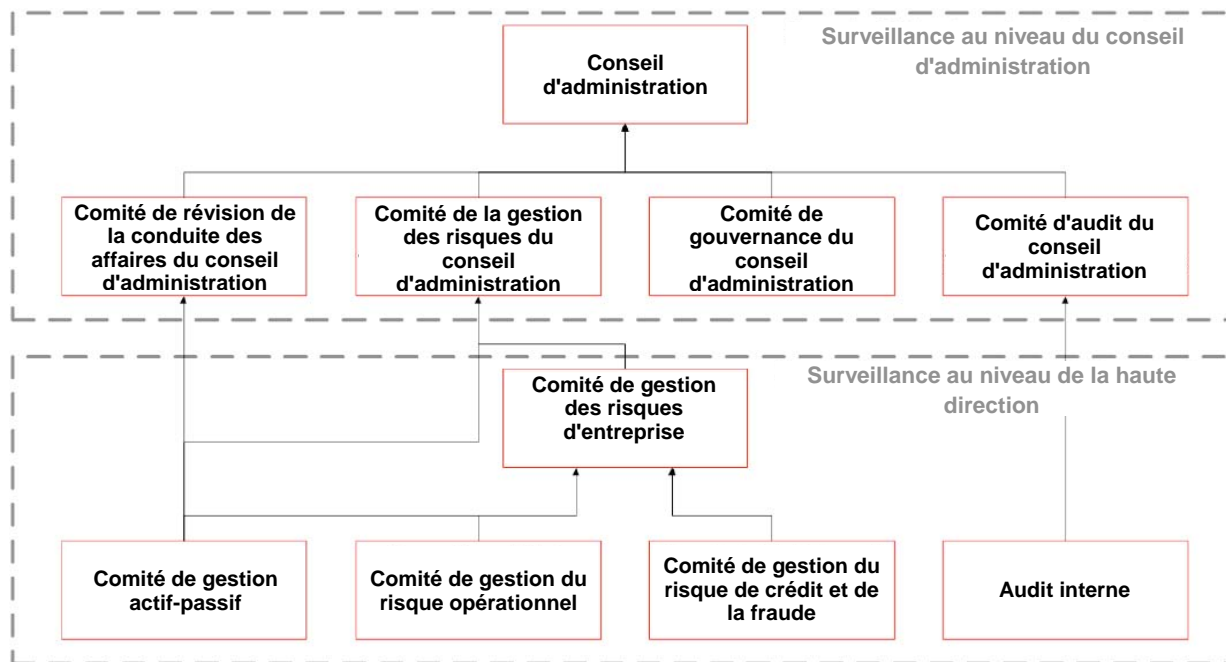 Surveillance au niveau du conseil
d'administration
Conseil
d'administration
Comité de révision de
la conduite des
affaires du conseil
d'administration
Comité de la gestion
des risques du
conseil
d'administration
Comité de
gouvernance du
conseil
d'administration
Comité d'audit du
conseil
d'administration
Surveillance au niveau de la haute
direction
Comité de gestion
des risques
d'entreprise
Comité de gestion
actif-passif
Comité de gestion du
risque opérationnel
Comité de gestion du
risque de crédit et de
la fraude
Audit interne